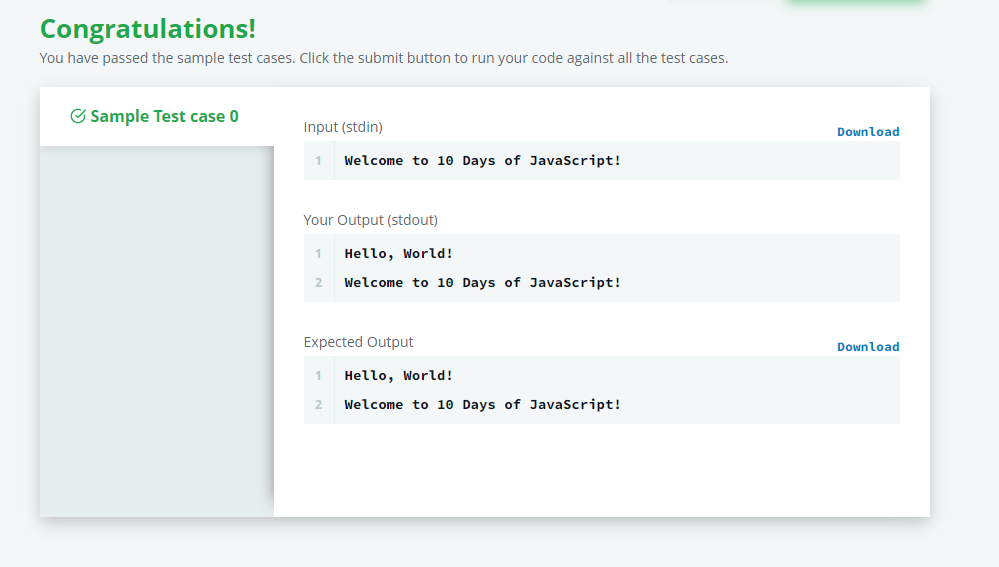 Congratulations!
You have passed the sample test cases. Click the submit button to run your code against all the test cases.
Sample Test case 0
Input (stdin)
Download
1 Welcome to 10 Days of JavaScript!
Your Output (stdout)
1 Hello, World!
2 Welcome to 10 Days of JavaScript!
Expected Output
Download
1 Hello, World!
2 Welcome to 10 Days of JavaScript!